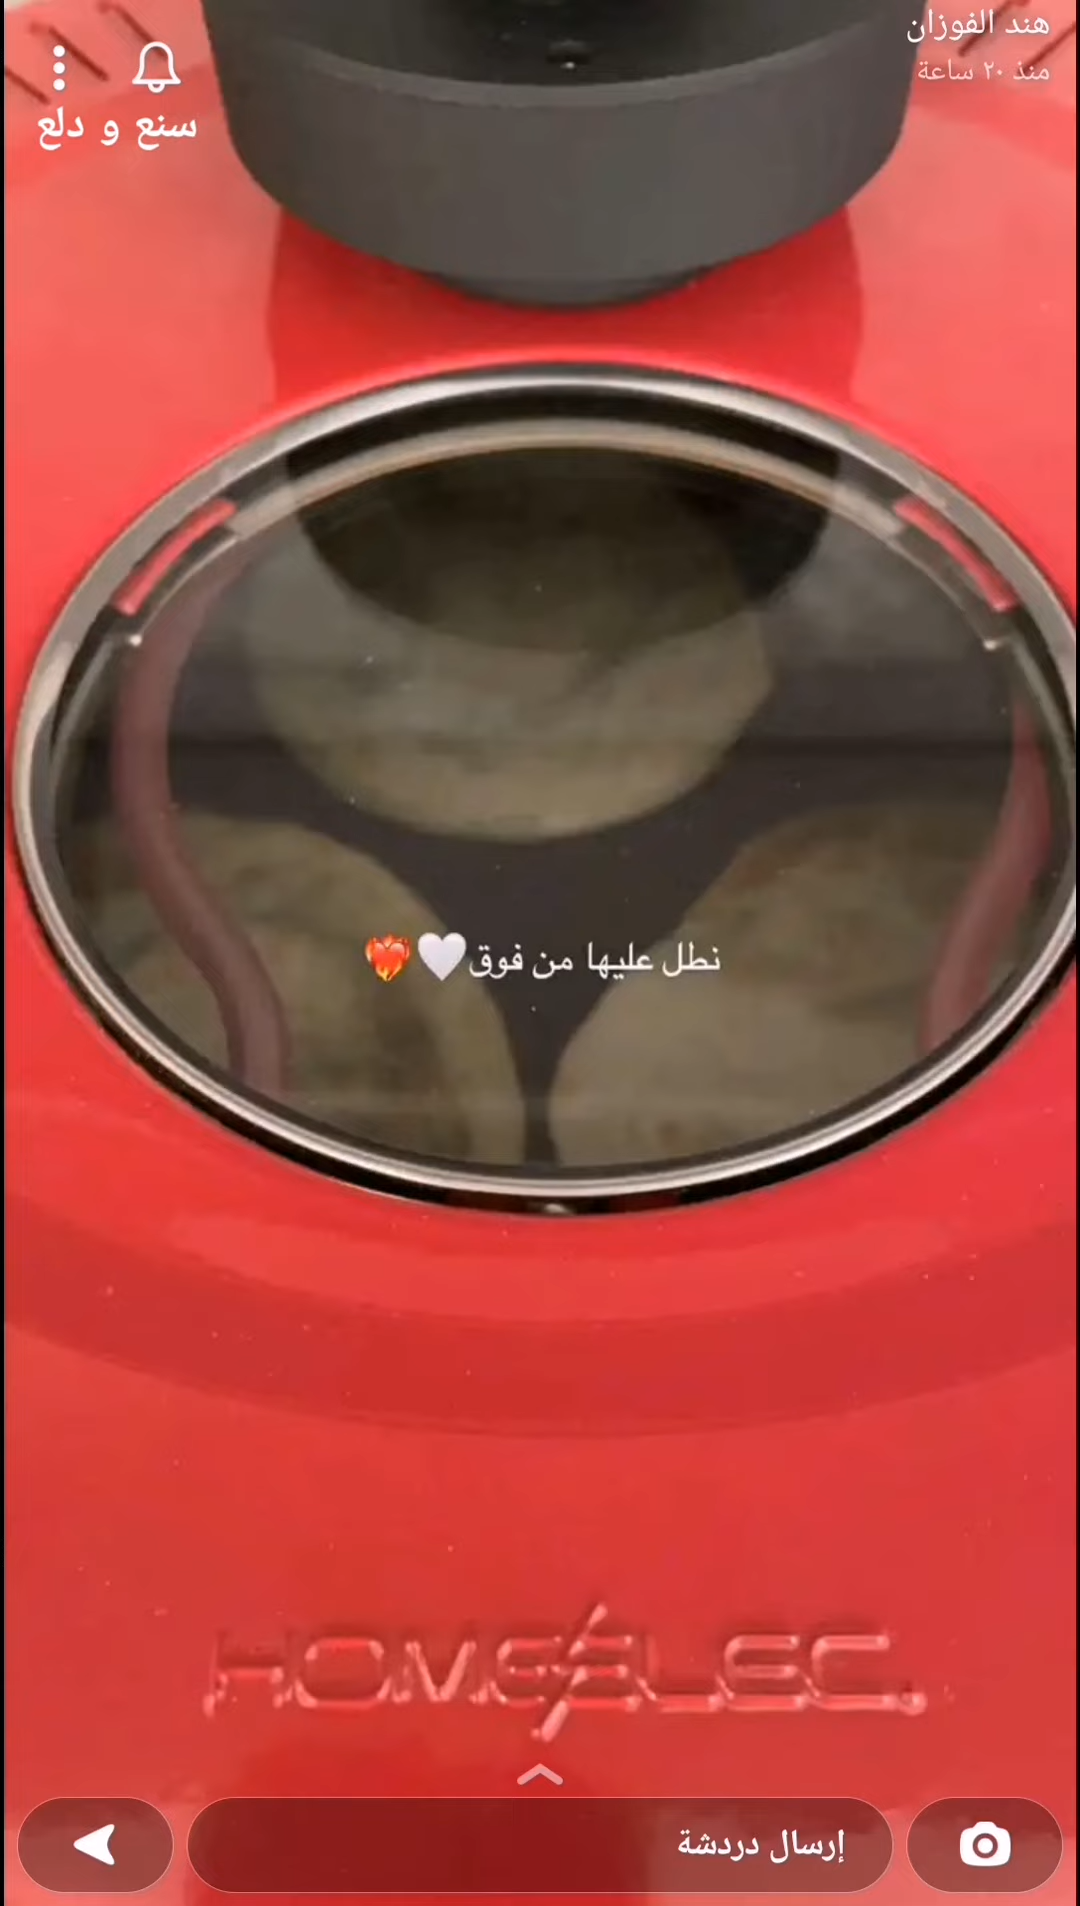 هند الفوزان
منذ ٢٠ ساعة
سنع و دلع
نطل عليها من فوق🤍❤️‍🔥
HOMEELEC.
إرسال دردشة